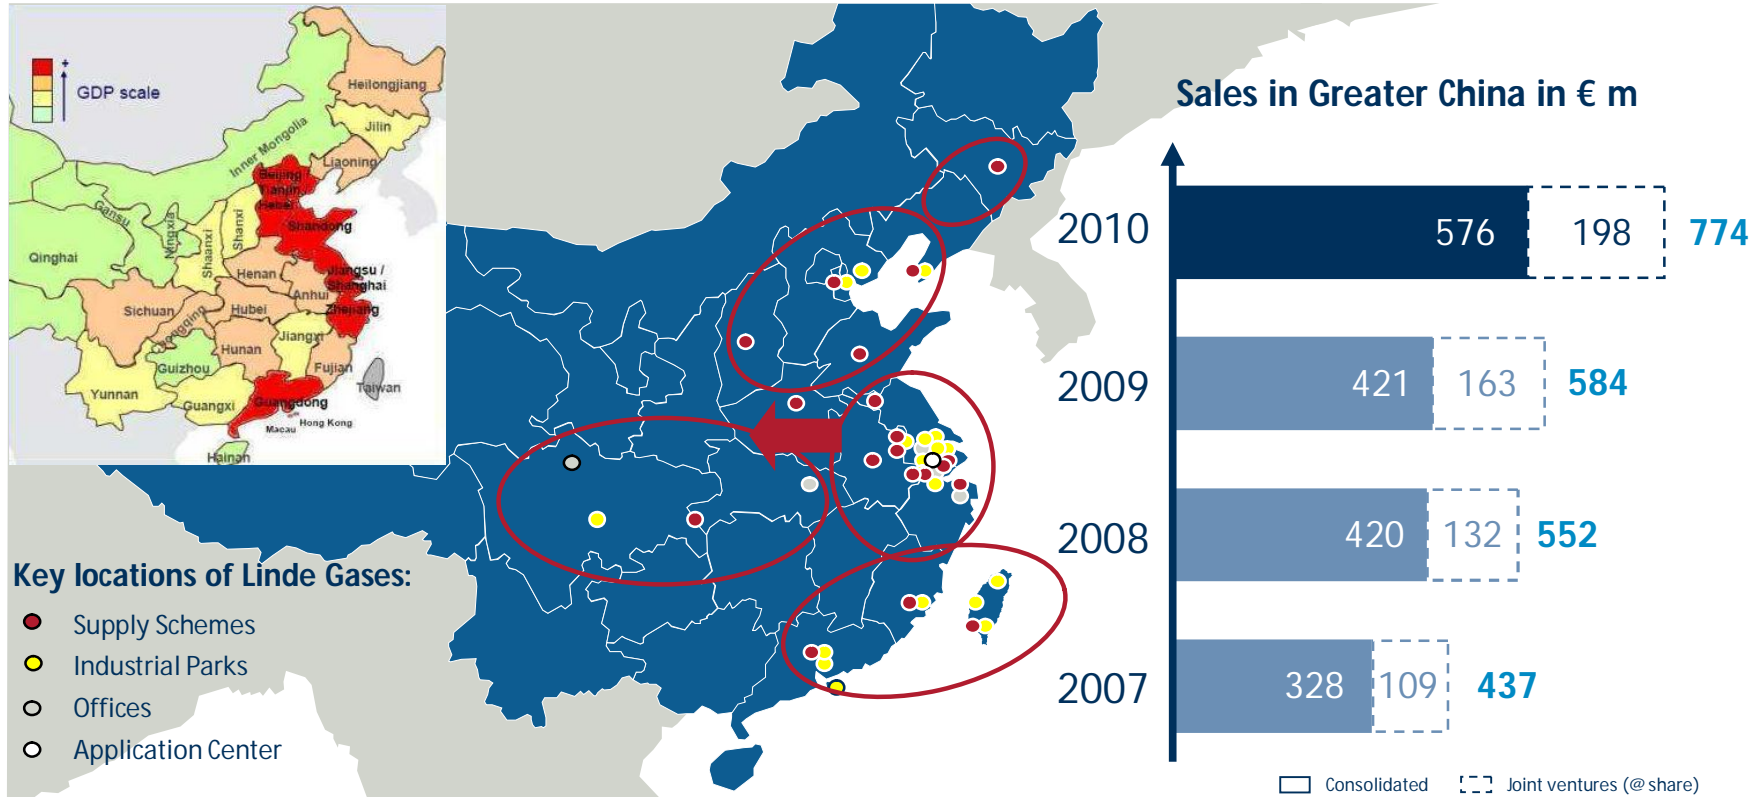 +
GDP scale
Heilongjiang
Jilin
Inner Mongolia
Liaoning
Beijing
Tianjin
Hebei
Gansu
Ningxia
Shanxi
Shandong
Shaanxi
Qinghai
Henan
Jiangsu /
Shanghai
Anhui
Sichuan
Chongqing
Hubei
Zhejiang
Jiangxi
Hunan
Guizhou
Fujian
Taiwan
Yunnan
Guangxi
Guangdong
Hong Kong
Macau
Hainan
Key locations of Linde Gases:
Supply Schemes
Industrial Parks
Offices
Application Center
Sales in Greater China in € m
2010 576 198 774
2009 421 163 584
2008 420 132 552
2007 328 109 437
Consolidated Joint ventures (@ share)